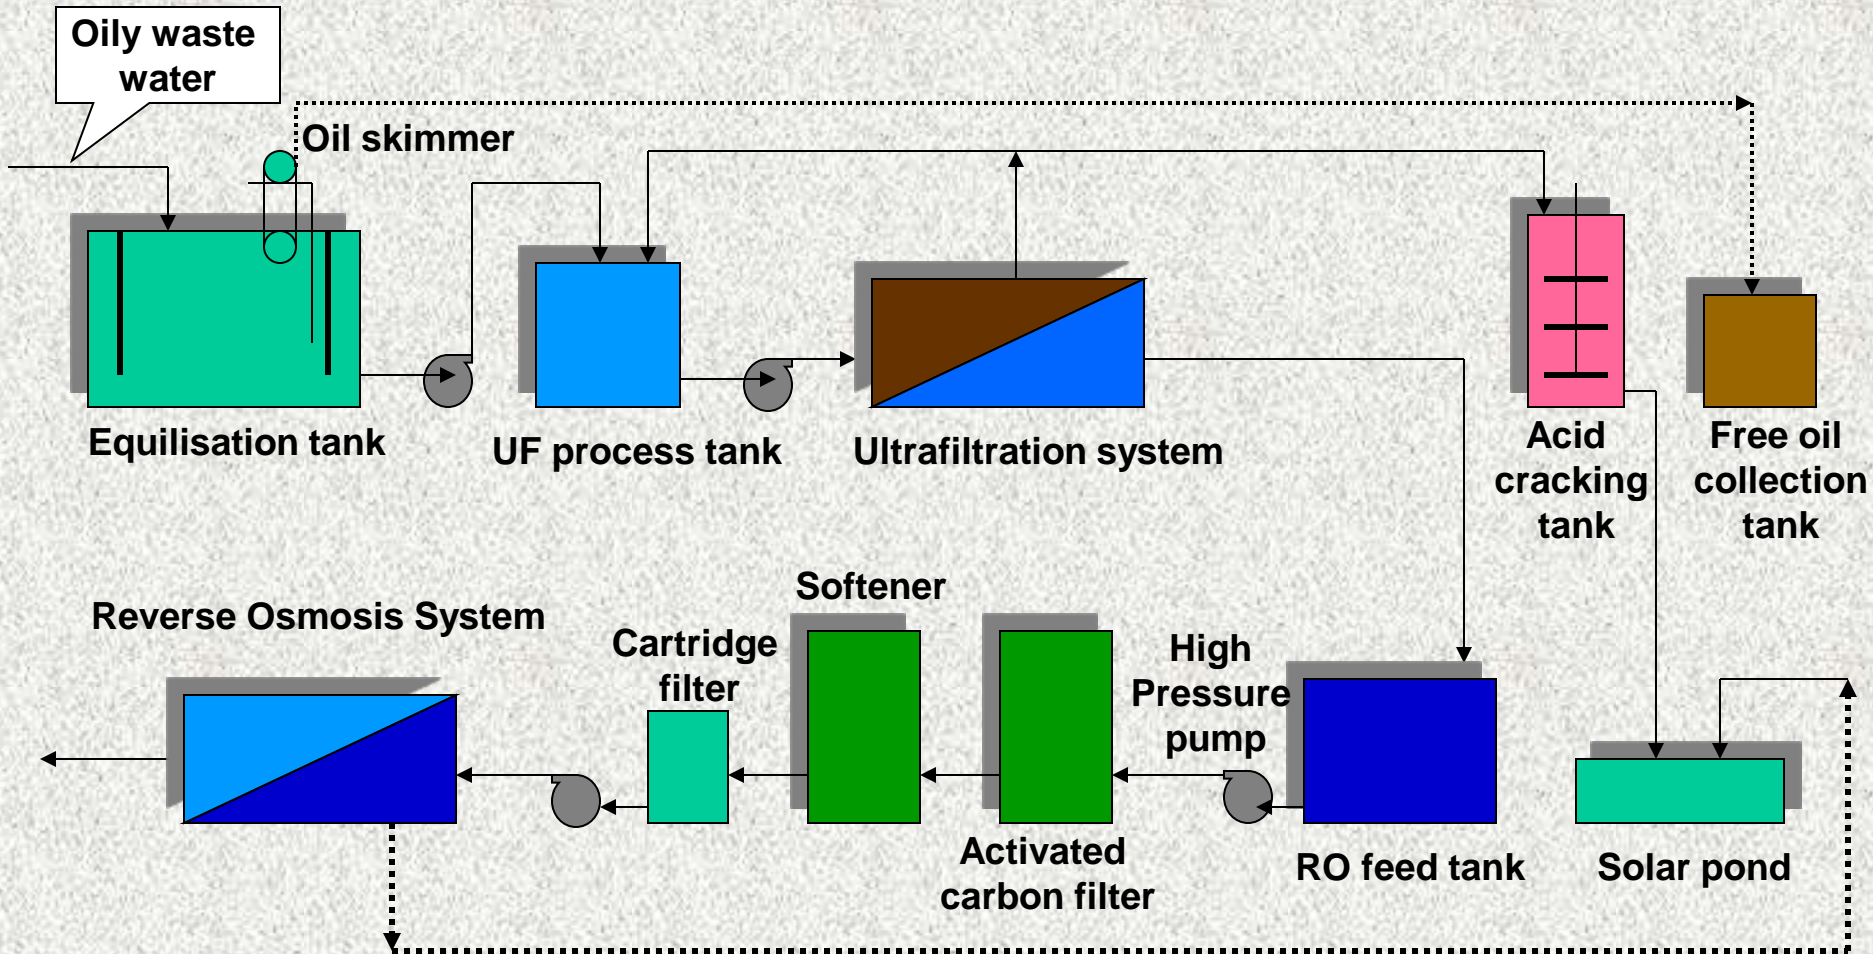 Oily waste
water
Oil skimmer
Equilisation tank
UF process tank
Ultrafiltration system
Acid
cracking
tank
Free oil
collection
tank
Reverse Osmosis System
Cartridge
filter
Softener
High
Pressure
pump
Activated
carbon filter
RO feed tank
Solar pond